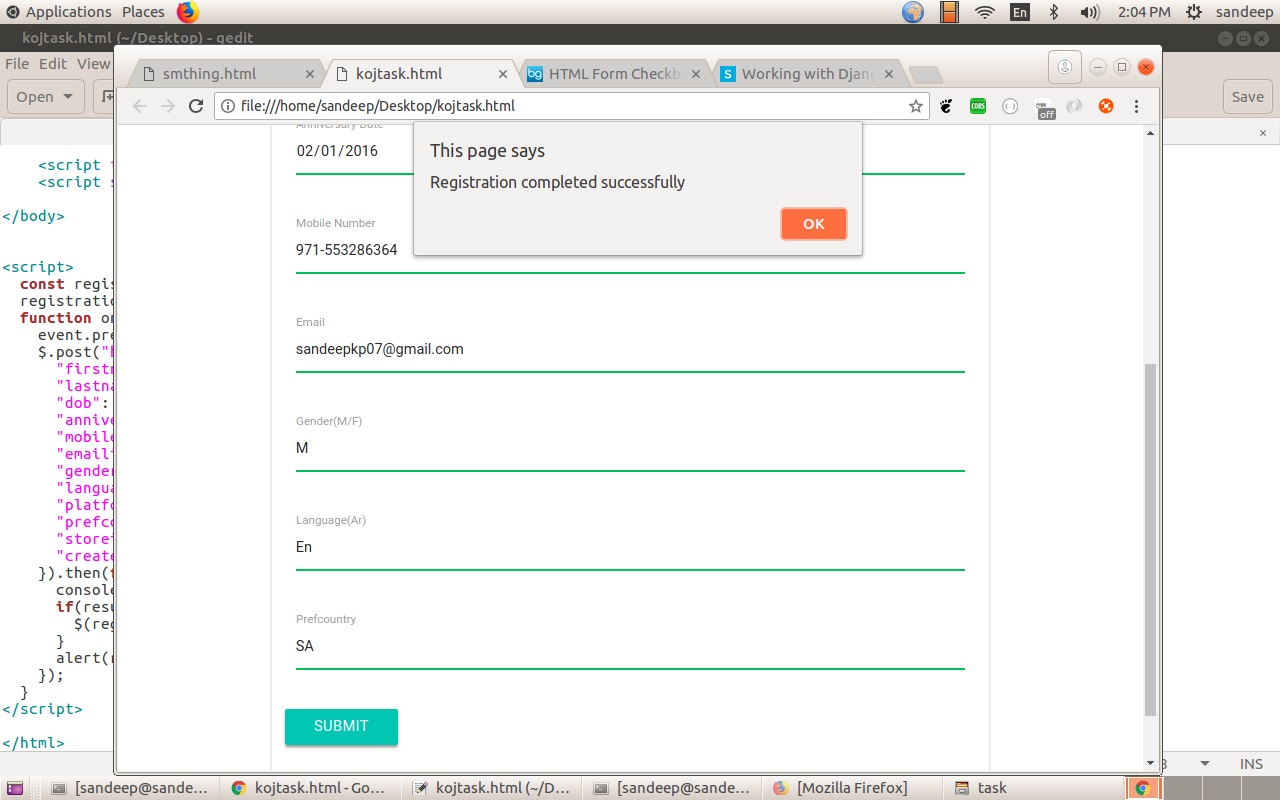 Applications Places En 2:04 PM sandeep
kojtask.html (~/Desktop) - gedit
File Edit View
Open Save
smthing.html × kojtask.html × HTML Form Checkb × Working with Djang ×
file:///home/sandeep/Desktop/kojtask.html
CORS
off
Anniversary Date
02/01/2016
This page says
Registration completed successfully
OK
Mobile Number
971-553286364
Email
sandeepkp07@gmail.com
Gender(M/F)
M
Language(Ar)
En
Prefcountry
SA
SUBMIT
<script
<script s
</body>
<script>
const regis
registratio
function on
event.pre
$.post("
"firstn
"lastna
"dob":
"annive
"mobile
"emaili
"gender
"langua
"platfo
"prefco
"storef
"create
}).then(
console
if(resu
$(reg
}
alert(
});
}
</script>
</html>
INS
[sandeep@sande... kojtask.html - Go... kojtask.html (~/D... [sandeep@sande... [Mozilla Firefox] task